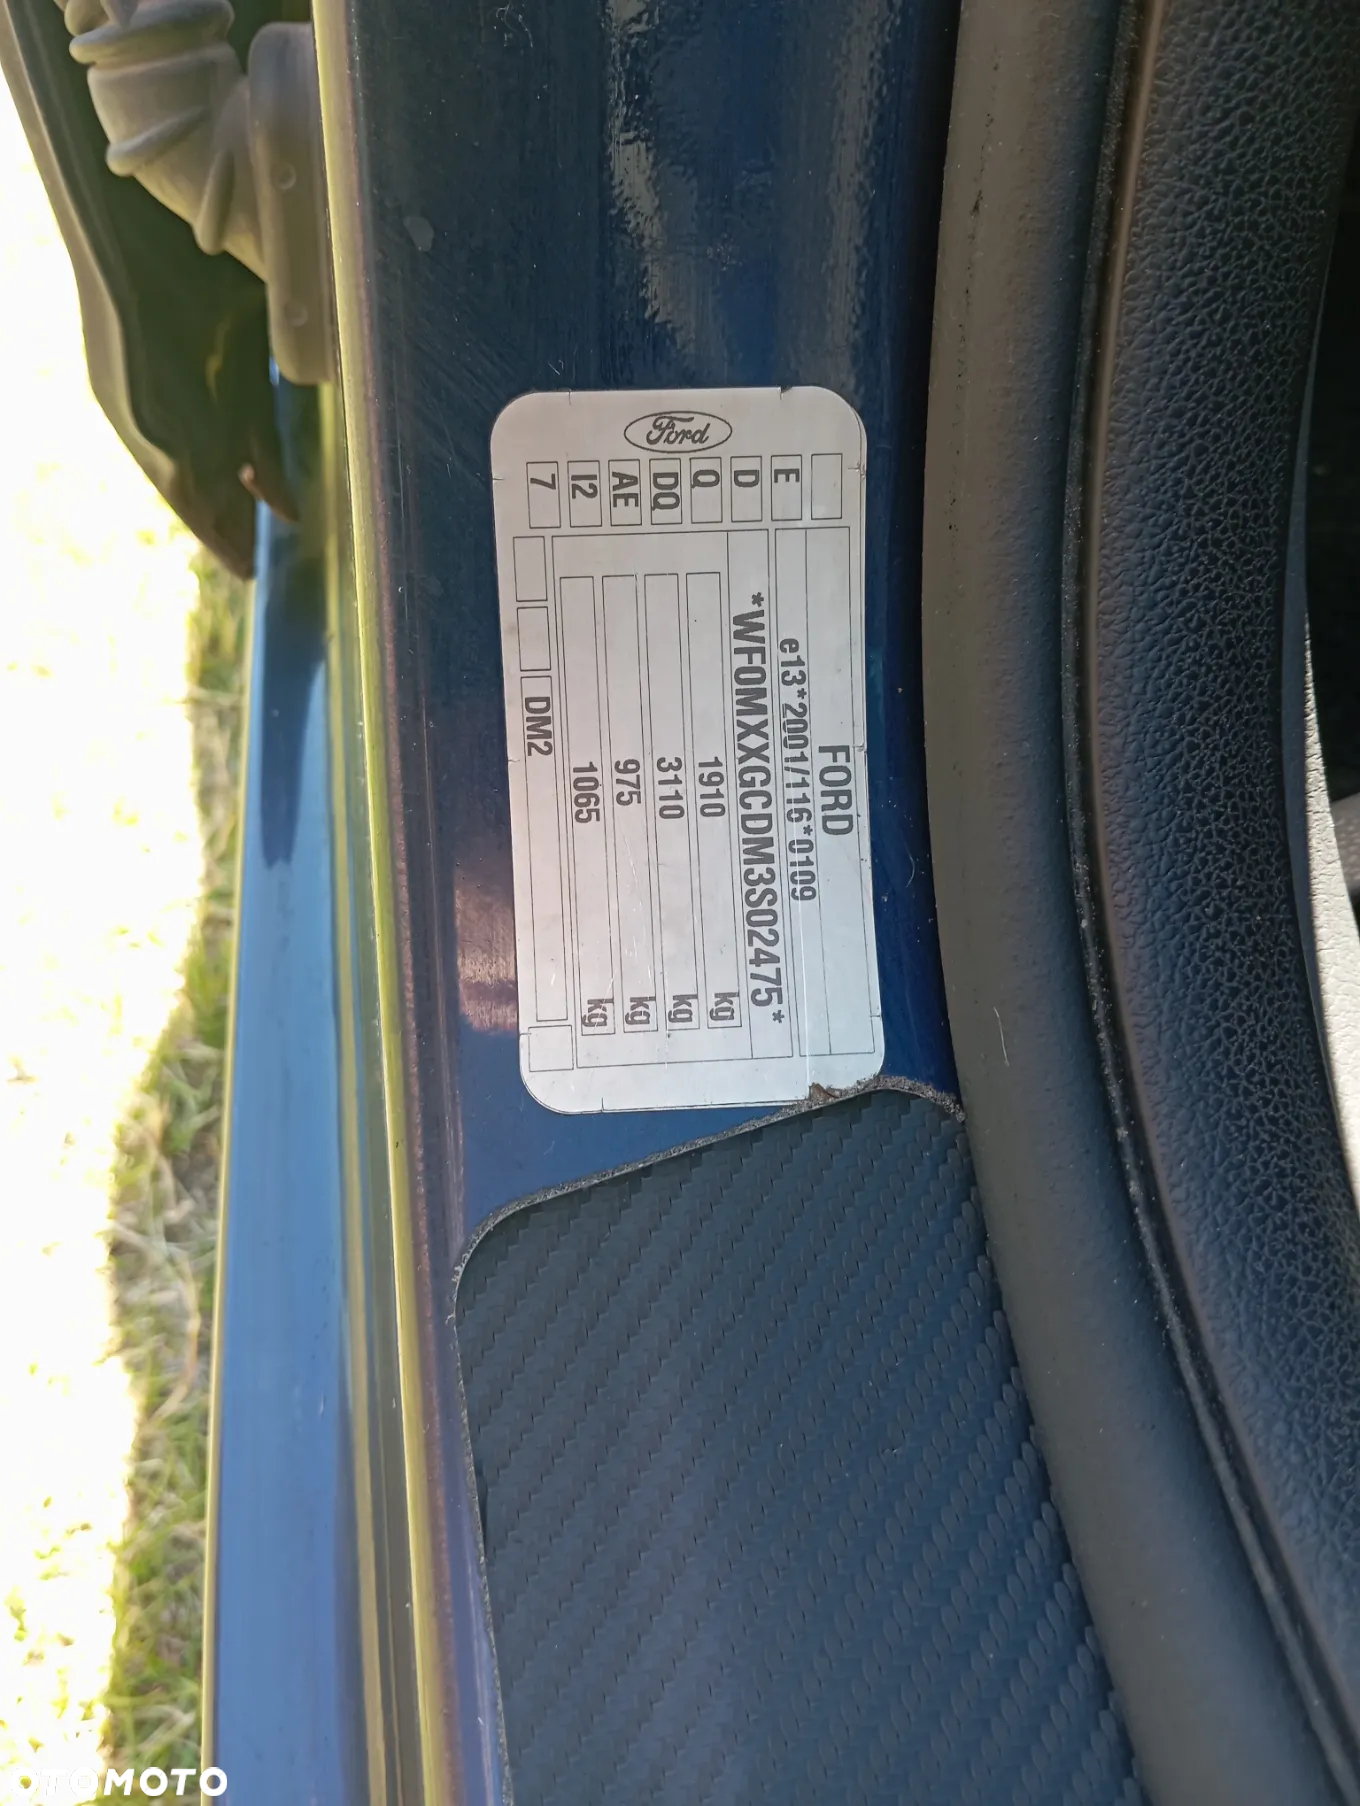 Ford
E
D
Q
DQ
AE
I2
7
FORD
e13*2001/116*0109
*WF0MXXGCDM3S02475*
1910 kg
3110 kg
975 kg
1065 kg
DM2
OTOMOTO